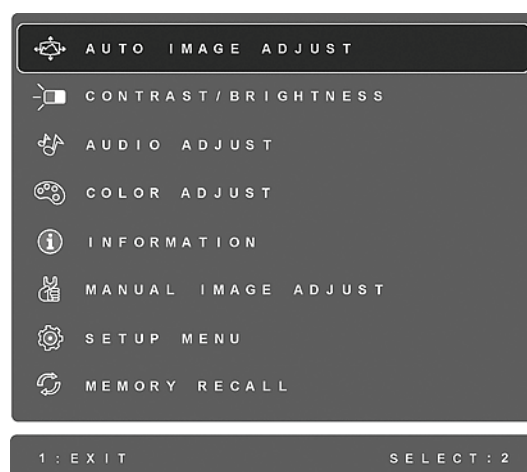 AUTO IMAGE ADJUST
CONTRAST/BRIGHTNESS
AUDIO ADJUST
COLOR ADJUST
INFORMATION
MANUAL IMAGE ADJUST
SETUP MENU
MEMORY RECALL
1:EXIT SELECT:2